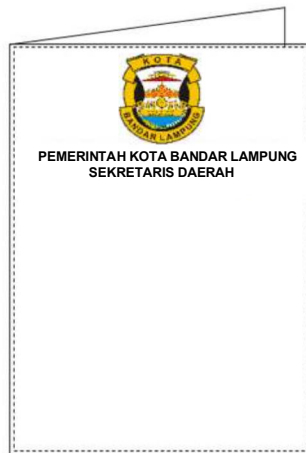 KOTA
BANDAR LAMPUNG
PEMERINTAH KOTA BANDAR LAMPUNG
SEKRETARIS DAERAH